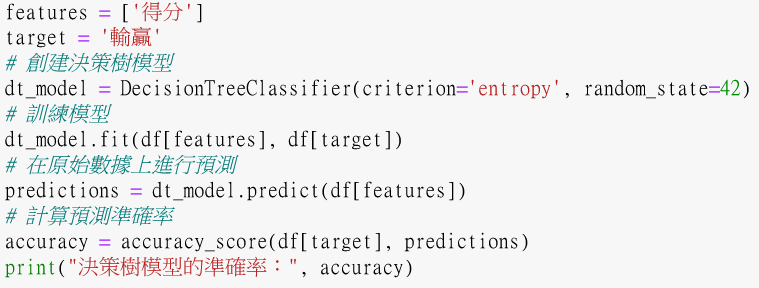 features = ['得分']
target = '輸贏'
# 創建決策樹模型
dt_model = DecisionTreeClassifier(criterion='entropy', random_state=42)
# 訓練模型
dt_model.fit(df[features], df[target])
# 在原始數據上進行預測
predictions = dt_model.predict(df[features])
# 計算預測準確率
accuracy = accuracy_score(df[target], predictions)
print("決策樹模型的準確率：", accuracy)